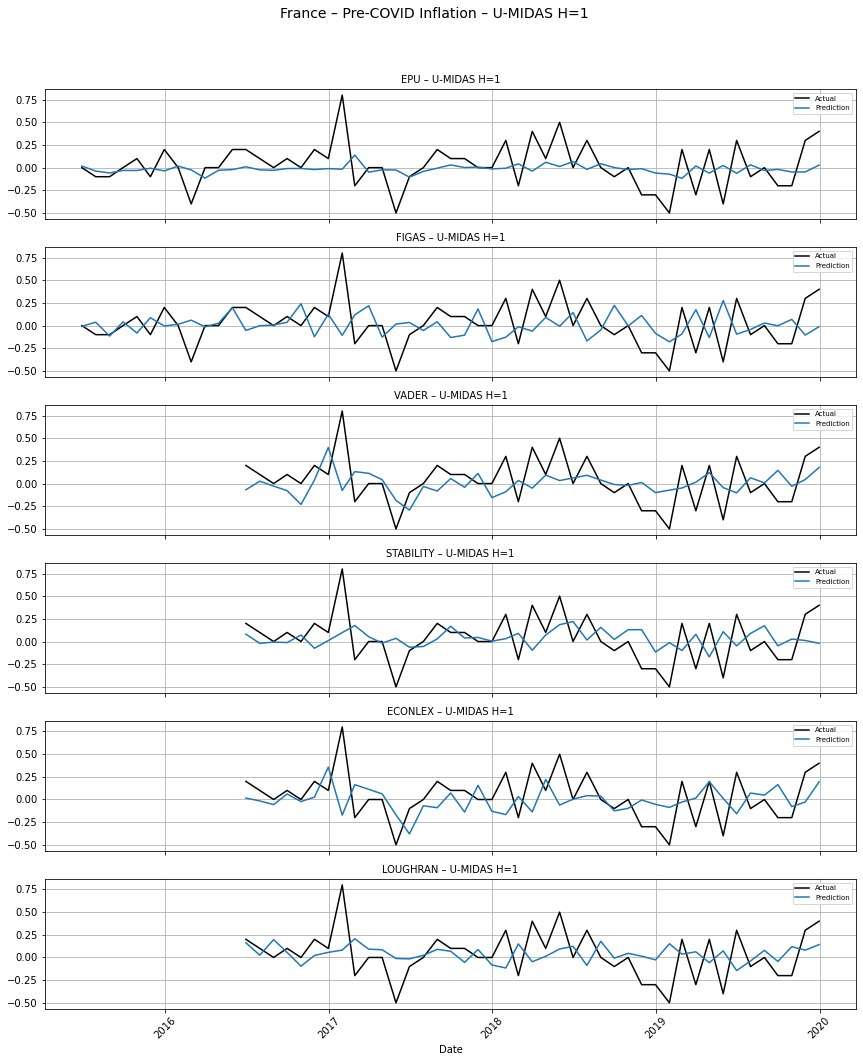 France – Pre-COVID Inflation – U-MIDAS H=1
EPU – U-MIDAS H=1
0.75
0.50
0.25
0.00
−0.25
−0.50
Actual
Prediction
FIGAS – U-MIDAS H=1
0.75
0.50
0.25
0.00
−0.25
−0.50
Actual
Prediction
VADER – U-MIDAS H=1
0.75
0.50
0.25
0.00
−0.25
−0.50
Actual
Prediction
STABILITY – U-MIDAS H=1
0.75
0.50
0.25
0.00
−0.25
−0.50
Actual
Prediction
ECONLEX – U-MIDAS H=1
0.75
0.50
0.25
0.00
−0.25
−0.50
Actual
Prediction
LOUGHRAN – U-MIDAS H=1
0.75
0.50
0.25
0.00
−0.25
−0.50
Actual
Prediction
2016
2017
2018
2019
2020
Date